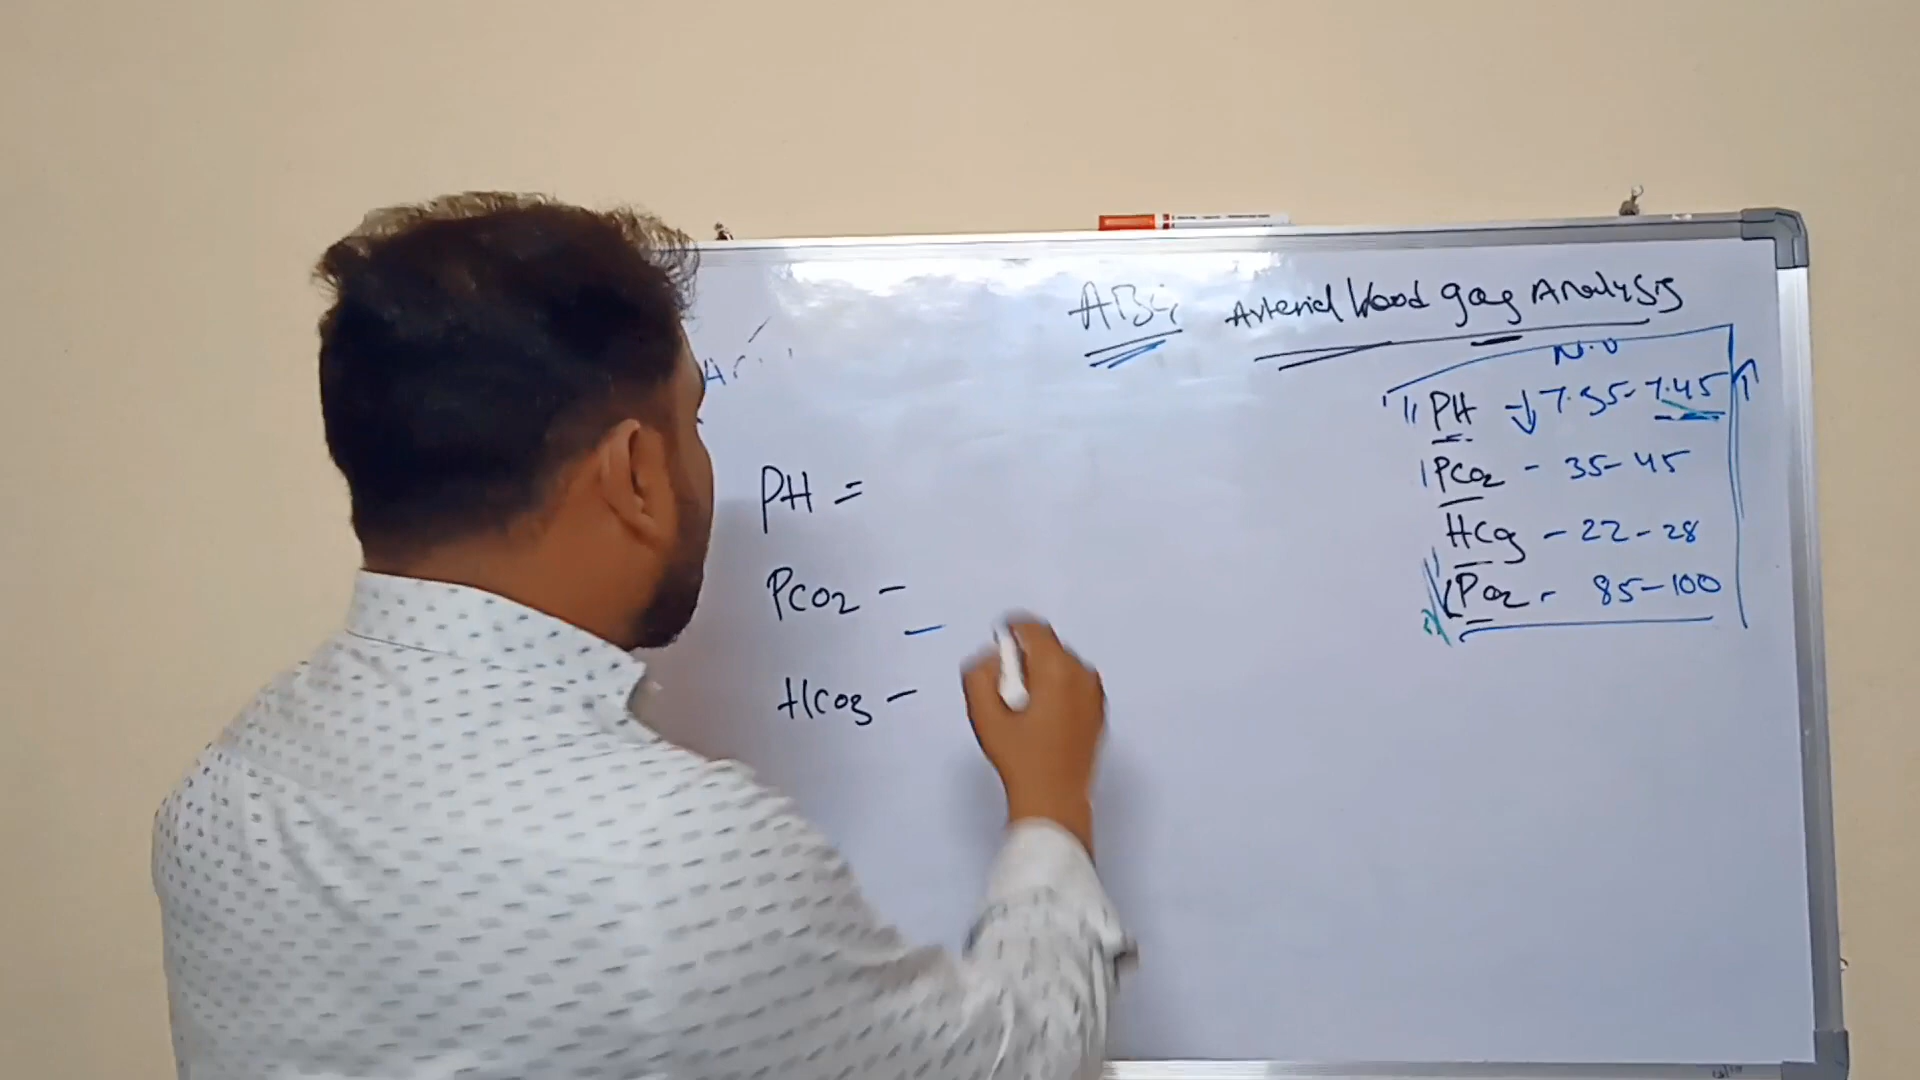 ABG Arterial blood gas Analysis
N.V
PH - ↓ 7.35-7.45 ↑
PCO2 - 35-45
HCO3 - 22-28
PO2 - 85-100
PH =
PCO2 -
HCO3 -